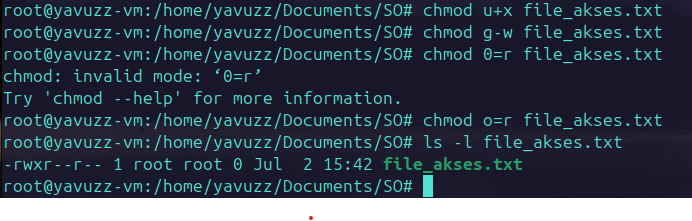 root@yavuzz-vm:/home/yavuzz/Documents/SO# chmod u+x file_akses.txt
root@yavuzz-vm:/home/yavuzz/Documents/SO# chmod g-w file_akses.txt
root@yavuzz-vm:/home/yavuzz/Documents/SO# chmod 0=r file_akses.txt
chmod: invalid mode: ‘0=r’
Try 'chmod --help' for more information.
root@yavuzz-vm:/home/yavuzz/Documents/SO# chmod o=r file_akses.txt
root@yavuzz-vm:/home/yavuzz/Documents/SO# ls -l file_akses.txt
-rwxr--r-- 1 root root 0 Jul  2 15:42 file_akses.txt
root@yavuzz-vm:/home/yavuzz/Documents/SO#